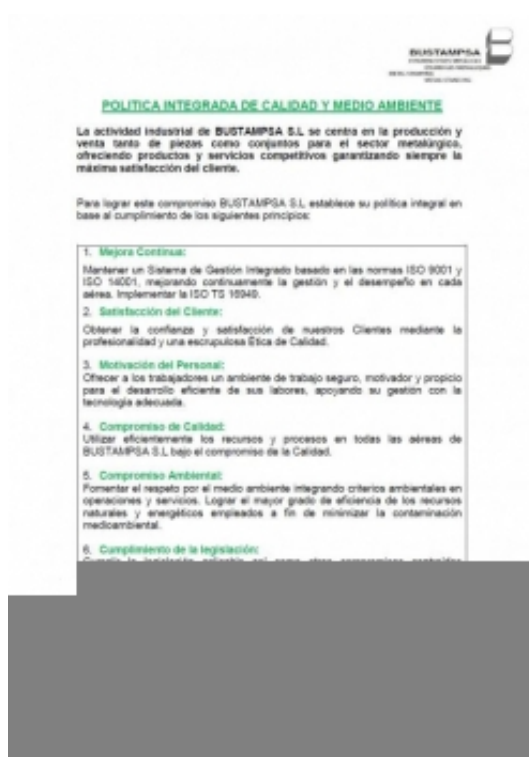 BUSTAMPSA
POLITICA INTEGRADA DE CALIDAD Y MEDIO AMBIENTE
La actividad industrial de BUSTAMPSA S.L se centra en la producción y
venta tanto de piezas como conjuntos para el sector metalúrgico,
ofreciendo productos y servicios competitivos garantizando siempre la
máxima satisfacción del cliente.
Para lograr este compromiso BUSTAMPSA S.L establece su política integral en
base al cumplimiento de los siguientes principios:
1. Mejora Continua:
Mantener un Sistema de Gestión Integrado basado en las normas ISO 9001 y
ISO 14001, mejorando continuamente la gestión y el desempeño en cada
aérea. Implementar la ISO TS 16949.
2. Satisfacción del Cliente:
Obtener la confianza y satisfacción de nuestros Clientes mediante la
profesionalidad y una escrupulosa Ética de Calidad.
3. Motivación del Personal:
Ofrecer a los trabajadores un ambiente de trabajo seguro, motivador y propicio
para el desarrollo eficiente de sus labores, apoyando su gestión con la
tecnología adecuada.
4. Compromiso de Calidad:
Utilizar eficientemente los recursos y procesos en todas las aéreas de
BUSTAMPSA S.L bajo el compromiso de la Calidad.
5. Compromiso Ambiental:
Fomentar el respeto por el medio ambiente integrando criterios ambientales en
operaciones y servicios. Lograr el mayor grado de eficiencia de los recursos
naturales y energéticos empleados a fin de minimizar la contaminación
medioambiental.
6. Cumplimiento de la legislación: